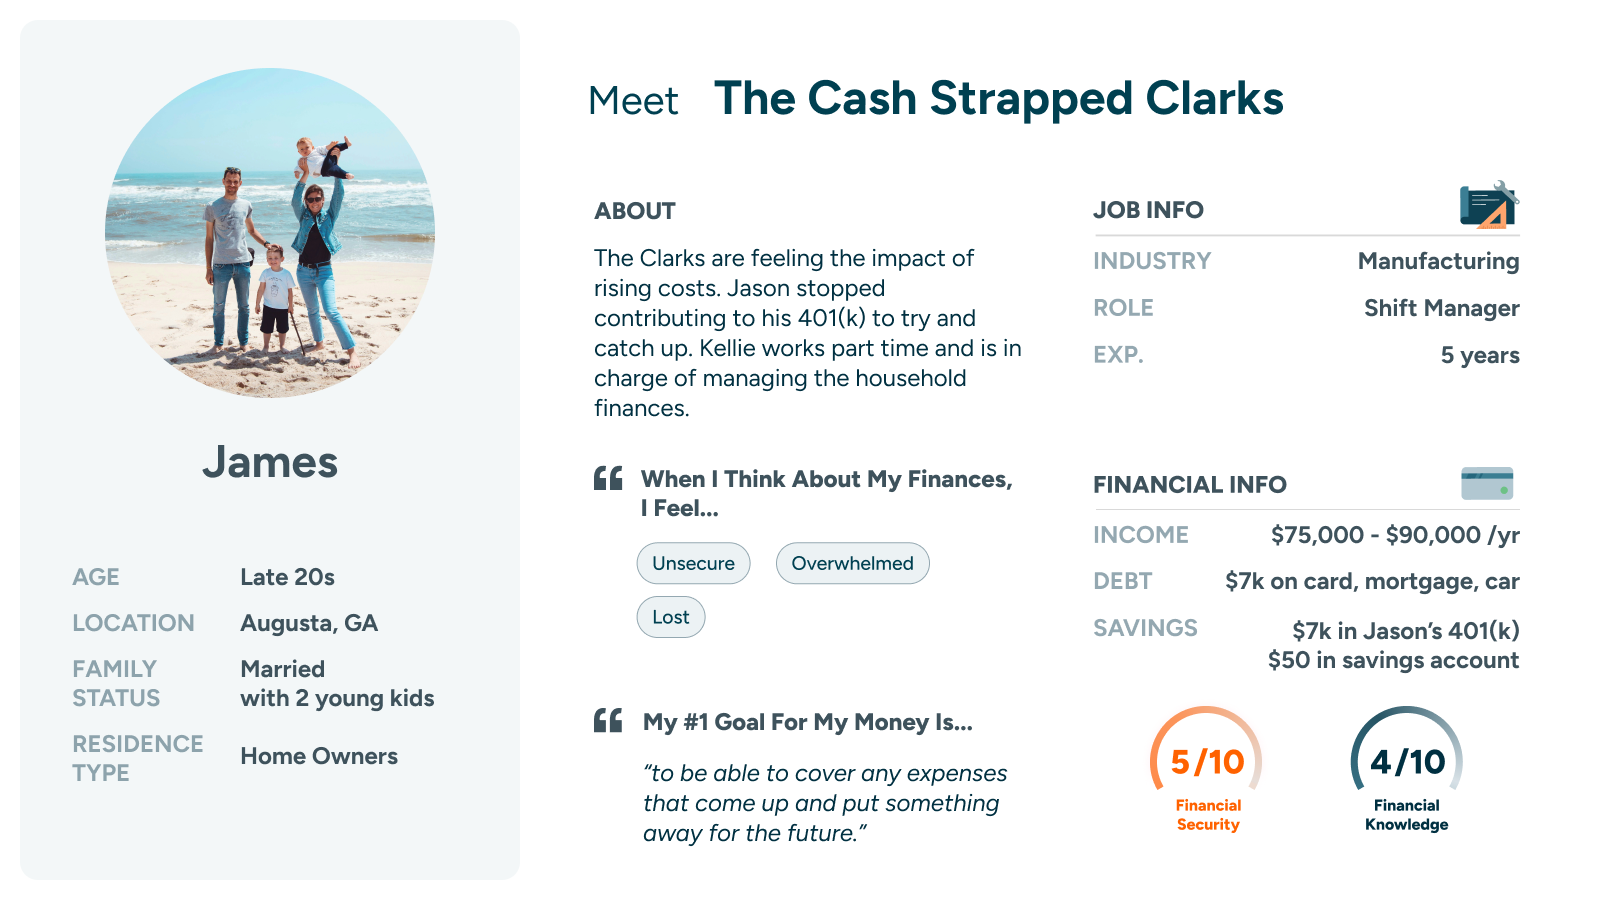 Meet The Cash Strapped Clarks
James
AGE Late 20s
LOCATION Augusta, GA
FAMILY STATUS Married
with 2 young kids
RESIDENCE TYPE Home Owners
ABOUT
The Clarks are feeling the impact of
rising costs. Jason stopped
contributing to his 401(k) to try and
catch up. Kellie works part time and is in
charge of managing the household
finances.
When I Think About My Finances,
I Feel...
Unsecure Overwhelmed
Lost
My #1 Goal For My Money Is...
“to be able to cover any expenses
that come up and put something
away for the future.”
JOB INFO
INDUSTRY Manufacturing
ROLE Shift Manager
EXP. 5 years
FINANCIAL INFO
INCOME $75,000 - $90,000 /yr
DEBT $7k on card, mortgage, car
SAVINGS $7k in Jason’s 401(k)
$50 in savings account
5/10
Financial
Security
4/10
Financial
Knowledge